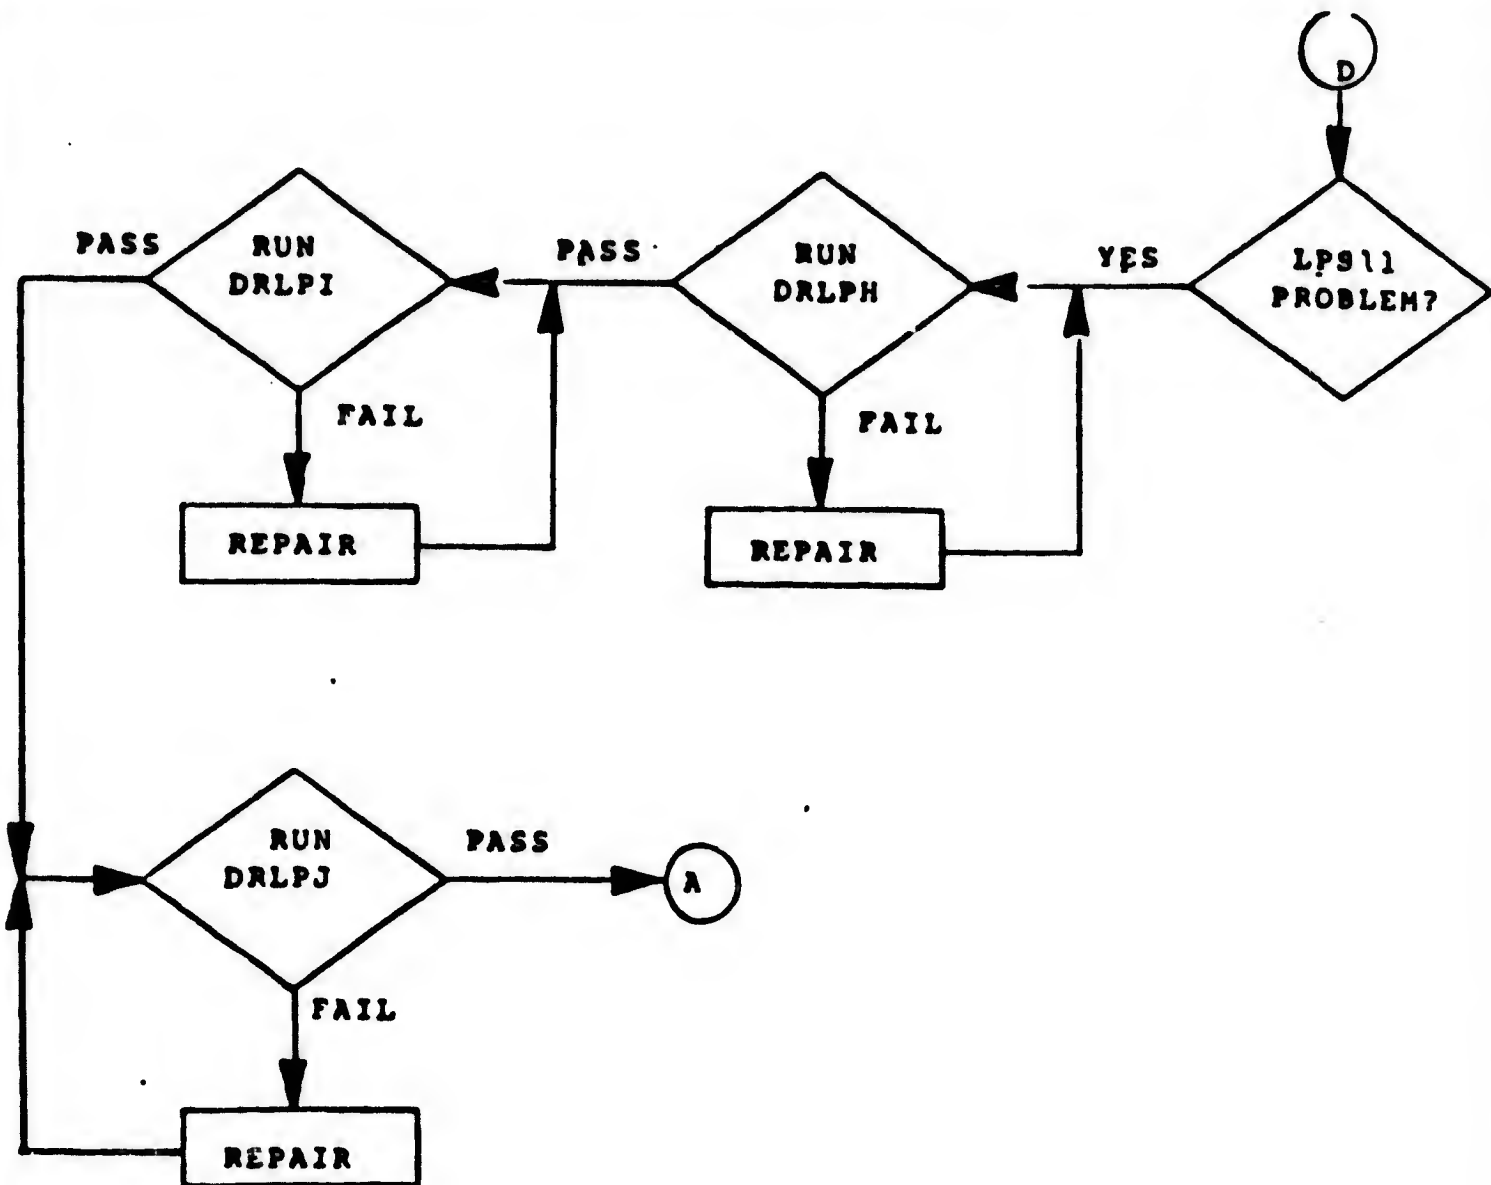 D
LPS11
PROBLEM?
YES
RUN
DRLPH
PASS
FAIL
REPAIR
RUN
DRLPI
PASS
FAIL
REPAIR
RUN
DRLPJ
PASS
A
FAIL
REPAIR